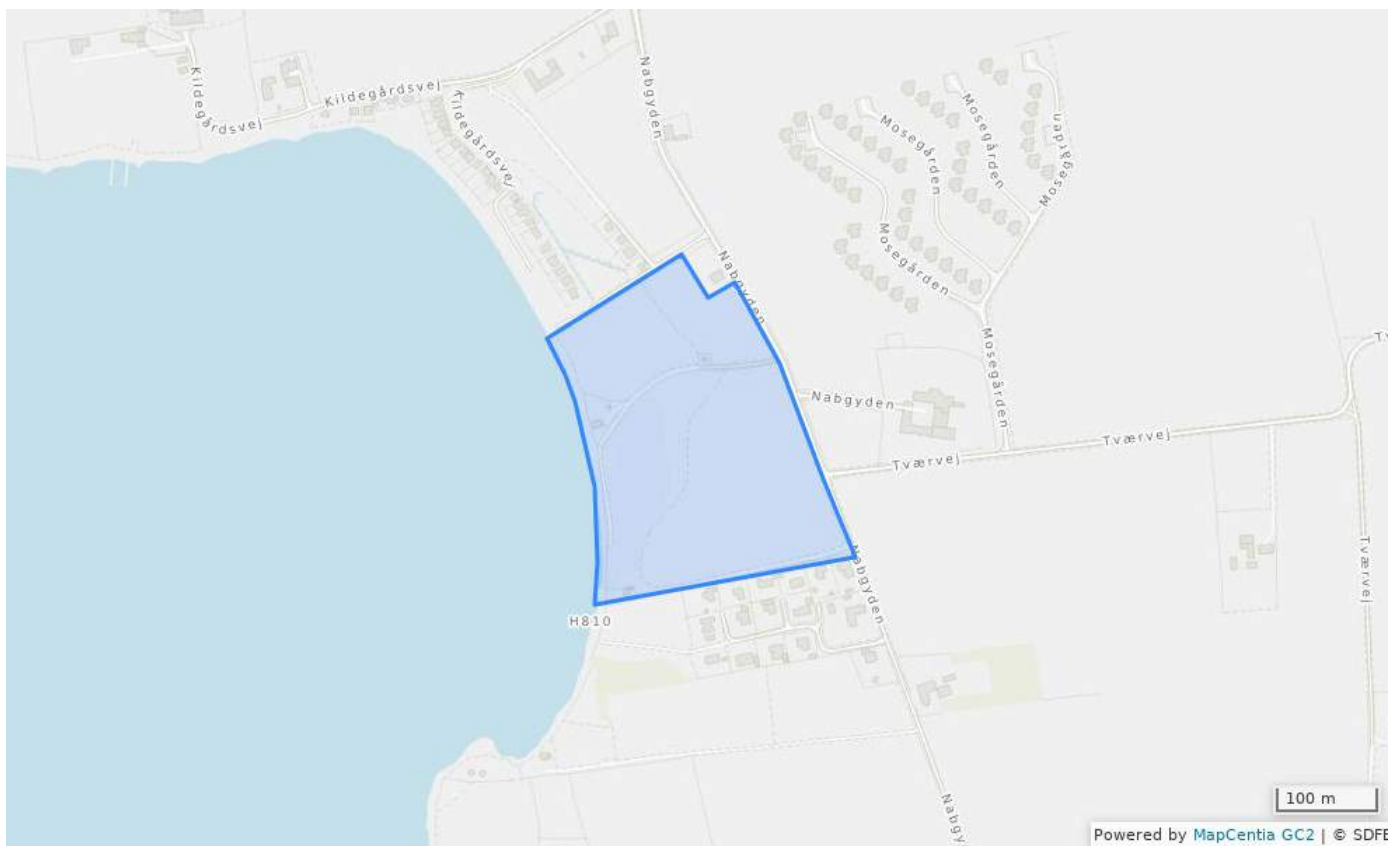 Kildegårdsvej
Kildegårdsvej
Kildegårdsvej
Nabgyden
Mosegården
Mosegården
Mosegården
Mosegården
Nabgyden
Mosegården
Nabgyden
Tværvej
Tværvej
Tværvej
Nabgyden
H810
Nabgy
100 m
Powered by MapCentia GC2 | © SDFE